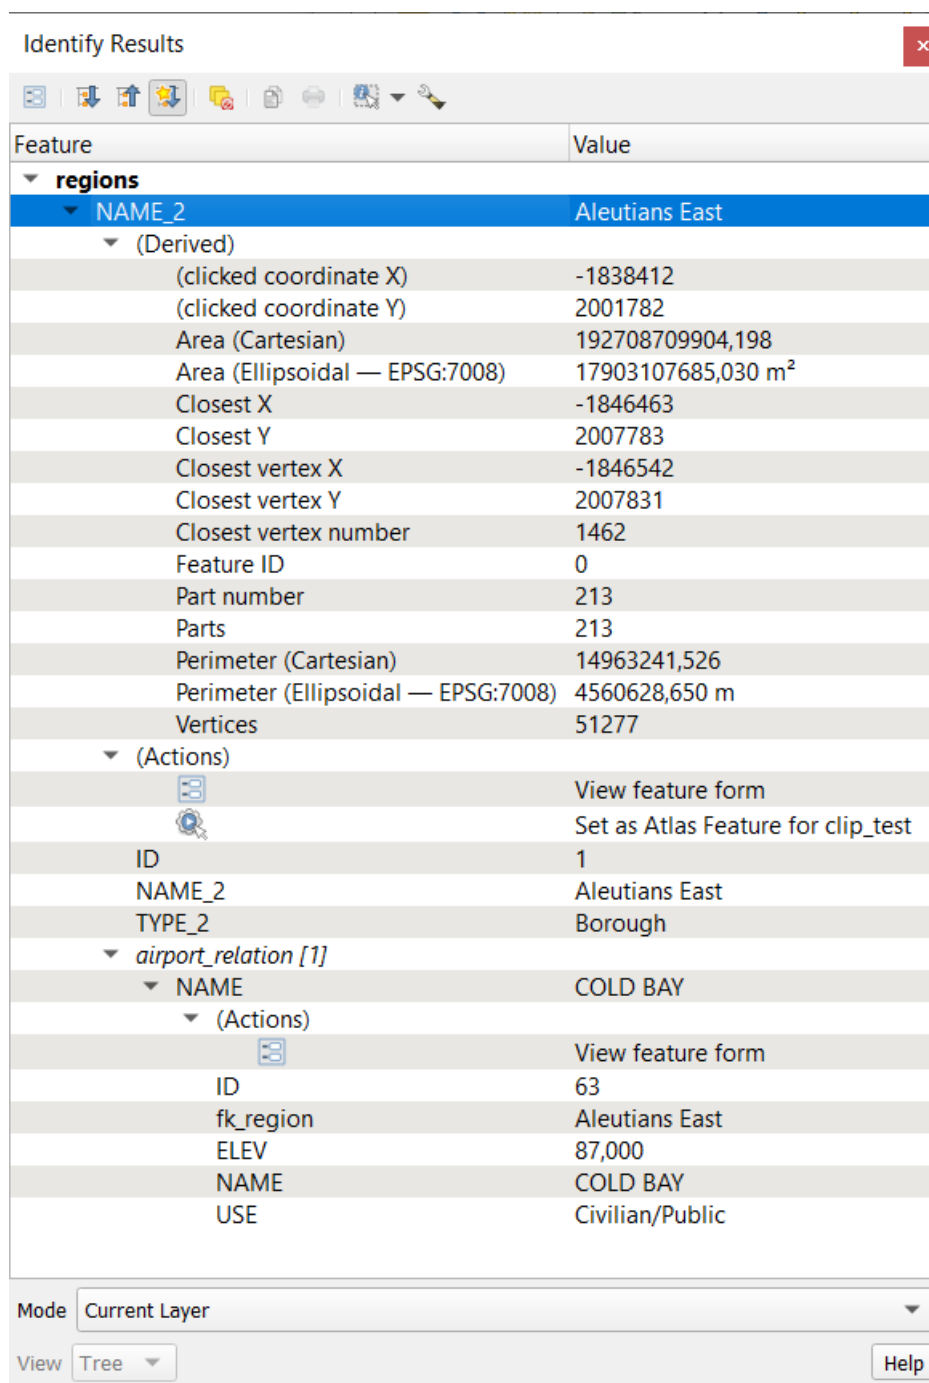 Identify Results
Feature Value
regions
NAME_2 Aleutians East
(Derived)
(clicked coordinate X) -1838412
(clicked coordinate Y) 2001782
Area (Cartesian) 192708709904,198
Area (Ellipsoidal — EPSG:7008) 17903107685,030 m²
Closest X -1846463
Closest Y 2007783
Closest vertex X -1846542
Closest vertex Y 2007831
Closest vertex number 1462
Feature ID 0
Part number 213
Parts 213
Perimeter (Cartesian) 14963241,526
Perimeter (Ellipsoidal — EPSG:7008) 4560628,650 m
Vertices 51277
(Actions)
View feature form
Set as Atlas Feature for clip_test
ID 1
NAME_2 Aleutians East
TYPE_2 Borough
airport_relation [1]
NAME COLD BAY
(Actions)
View feature form
ID 63
fk_region Aleutians East
ELEV 87,000
NAME COLD BAY
USE Civilian/Public
Mode Current Layer
View Tree Help